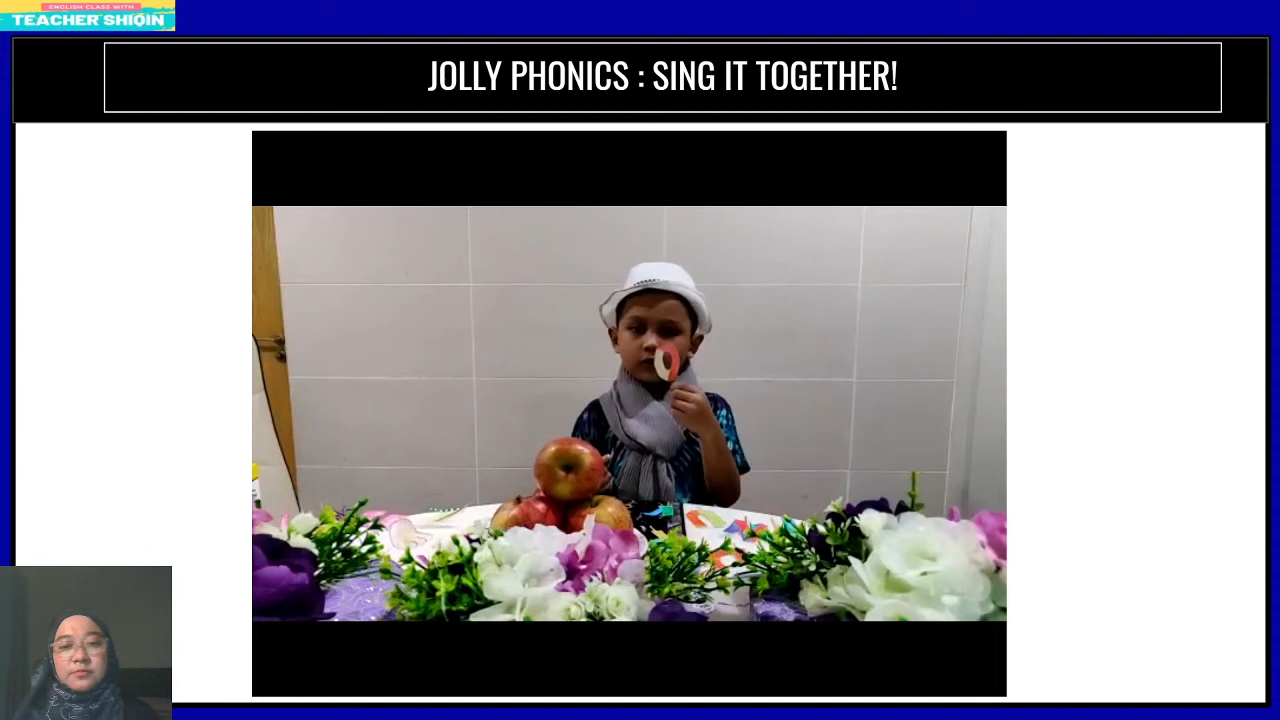 ENGLISH CLASS WITH
TEACHER SHIQIN
JOLLY PHONICS : SING IT TOGETHER!